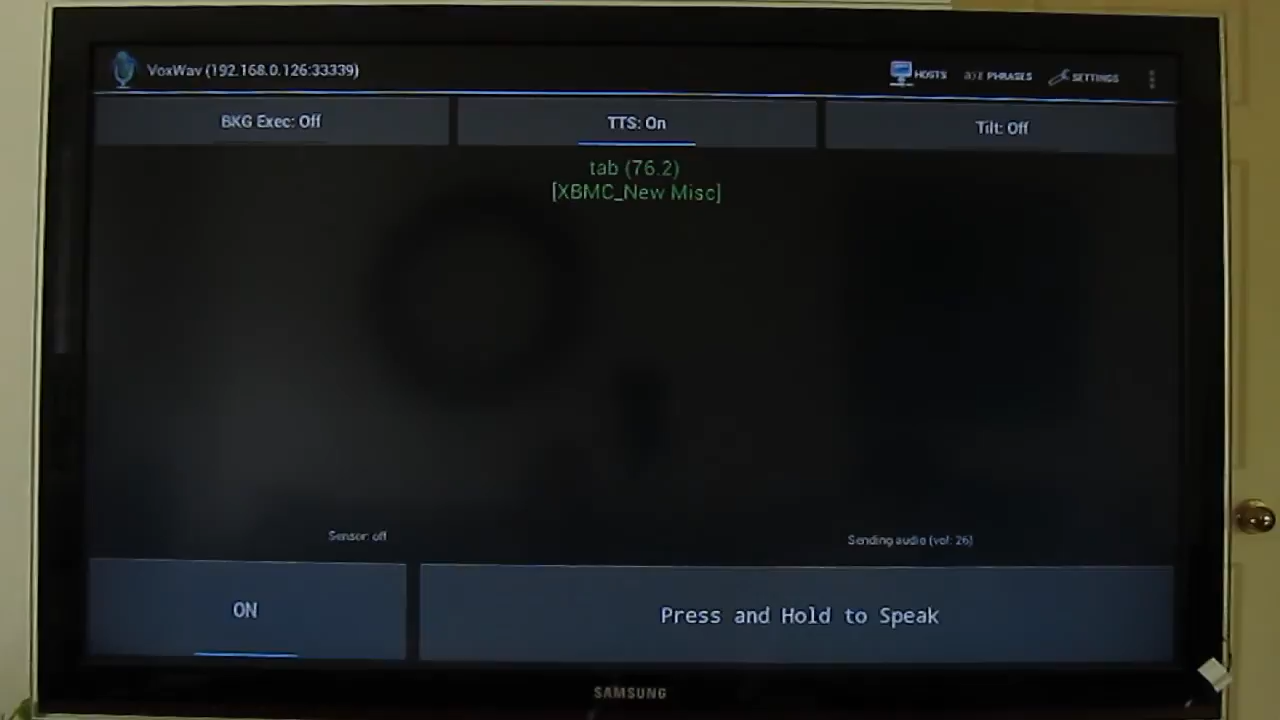 VoxWav (192.168.0.126:33339)
HOSTS
PHRASES
SETTINGS
BKG Exec: Off
TTS: On
Tilt: Off
tab (76.2)
[XBMC_New Misc]
Sensor: off
Sending audio (vol: 26)
ON
Press and Hold to Speak
SAMSUNG